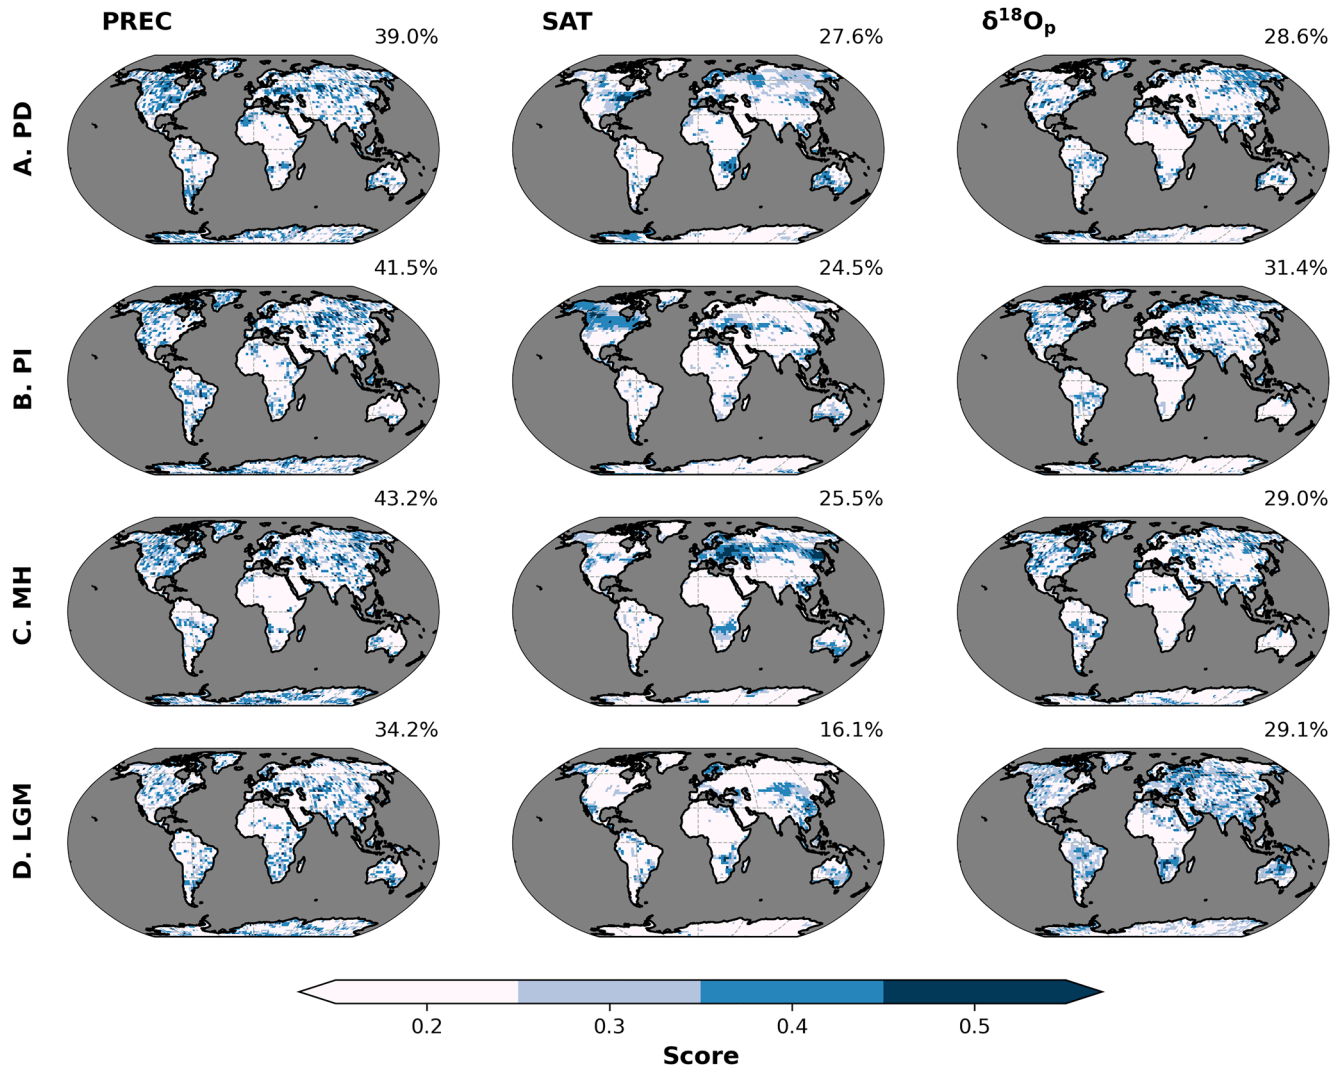 PREC SAT δ¹⁸Oₚ
39.0% 27.6% 28.6%
A. PD
41.5% 24.5% 31.4%
B. PI
43.2% 25.5% 29.0%
C. MH
34.2% 16.1% 29.1%
D. LGM
0.2 0.3 0.4 0.5
Score